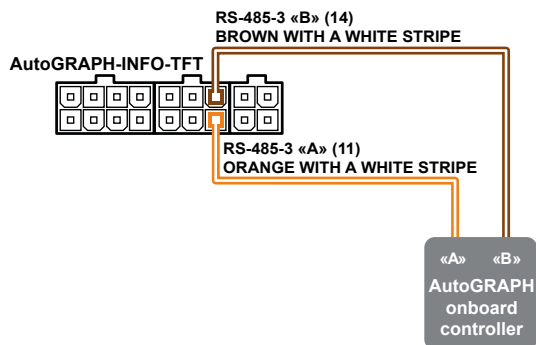 RS-485-3 «B» (14)
BROWN WITH A WHITE STRIPE
AutoGRAPH-INFO-TFT
RS-485-3 «A» (11)
ORANGE WITH A WHITE STRIPE
«A» «B»
AutoGRAPH
onboard
controller